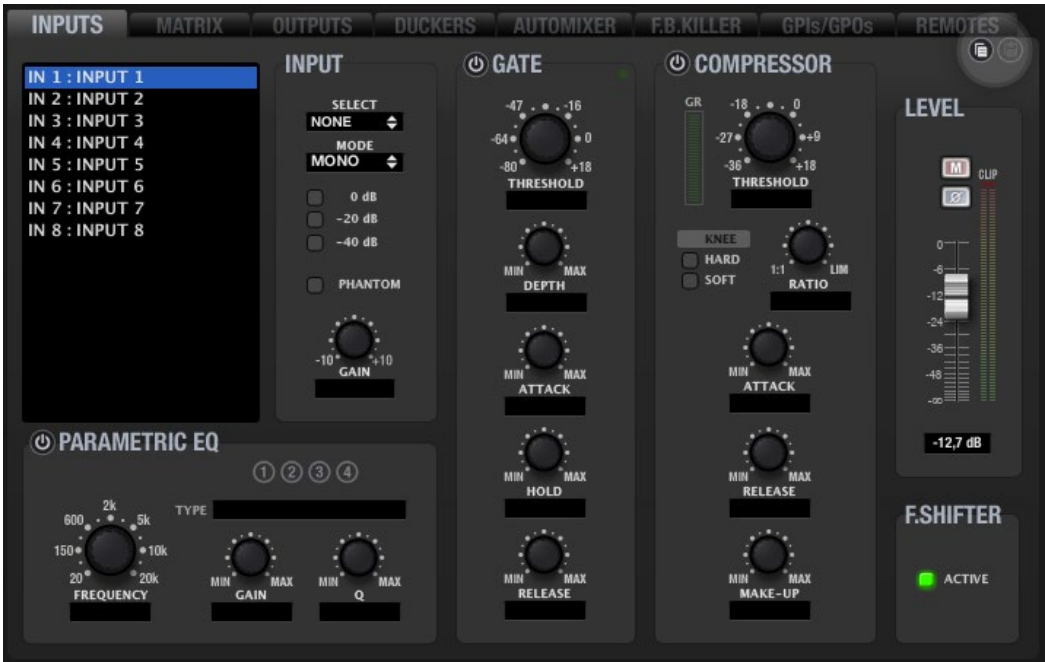 INPUTS MATRIX OUTPUTS DUCKERS AUTOMIXER F.B.KILLER GPIs/GPOs REMOTES
IN 1 : INPUT 1
IN 2 : INPUT 2
IN 3 : INPUT 3
IN 4 : INPUT 4
IN 5 : INPUT 5
IN 6 : INPUT 6
IN 7 : INPUT 7
IN 8 : INPUT 8
INPUT
SELECT
NONE
MODE
MONO
0 dB
-20 dB
-40 dB
PHANTOM
-10 +10
GAIN
GATE
-47 -16
-64 0
-80 +18
THRESHOLD
MIN MAX
DEPTH
MIN MAX
ATTACK
MIN MAX
HOLD
MIN MAX
RELEASE
COMPRESSOR
GR
-18 0
-27 +9
-36 +18
THRESHOLD
KNEE
HARD
SOFT
1:1 LIM
RATIO
MIN MAX
ATTACK
MIN MAX
RELEASE
MIN MAX
MAKE-UP
LEVEL
M
CLIP
Ø
0
-6
-12
-24
-36
-48
-∞
-12,7 dB
PARAMETRIC EQ
1 2 3 4
TYPE
2k
600 5k
150 10k
20 20k
FREQUENCY
MIN MAX
GAIN
MIN MAX
Q
F.SHIFTER
ACTIVE